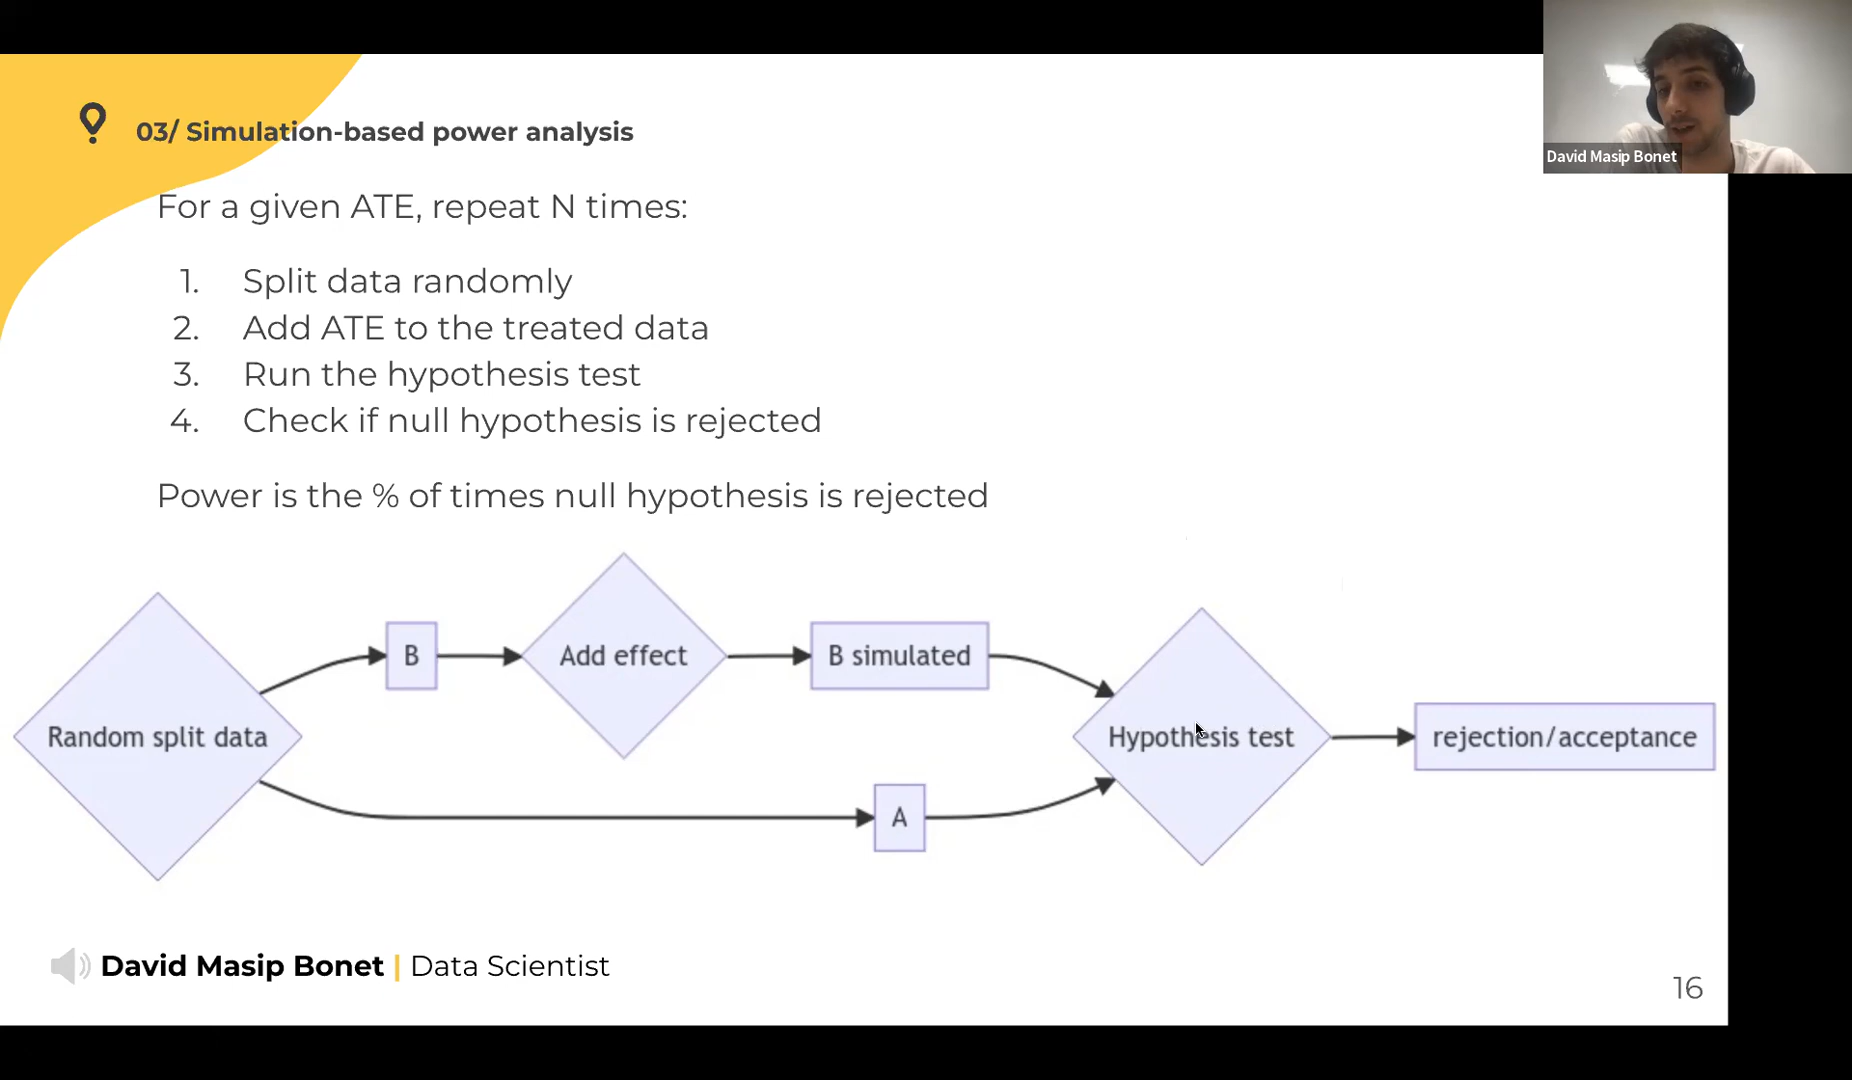 David Masip Bonet
03/ Simulation-based power analysis
For a given ATE, repeat N times:
1. Split data randomly
2. Add ATE to the treated data
3. Run the hypothesis test
4. Check if null hypothesis is rejected
Power is the % of times null hypothesis is rejected
Random split data
B
Add effect
B simulated
A
Hypothesis test
rejection/acceptance
David Masip Bonet | Data Scientist
16